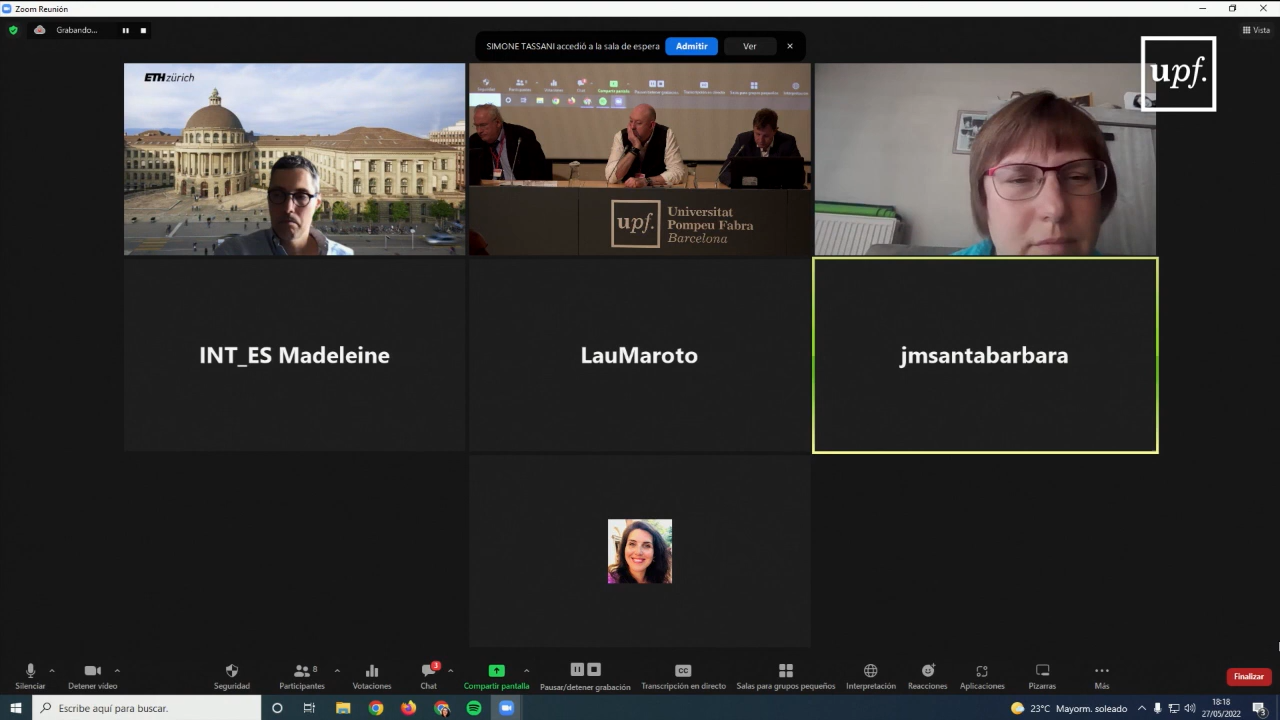 Zoom Reunión
Grabando...
SIMONE TASSANI accedió a la sala de espera
Admitir
Ver
Vista
upf.
ETHzürich
upf.
Universitat
Pompeu Fabra
Barcelona
INT_ES Madeleine
LauMaroto
jmsantabarbara
Silenciar
Detener video
Seguridad
Participantes
8
Votaciones
Chat
3
Compartir pantalla
Pausar/detener grabación
CC
Transcripción en directo
Salas para grupos pequeños
Interpretación
Reacciones
Aplicaciones
Pizarras
Más
Finalizar
Escribe aquí para buscar.
23°C Mayorm. soleado
18:18
27/05/2022
3